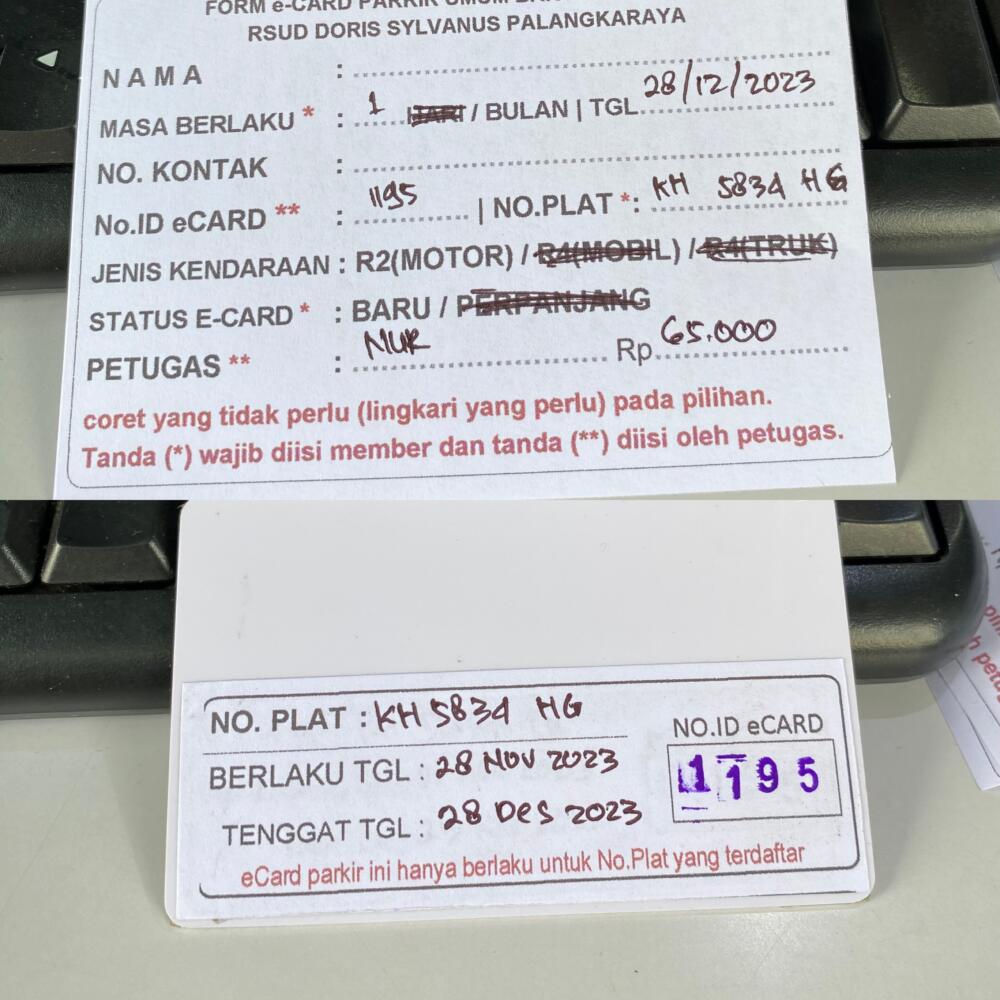 FORM e-CARD PARKIR UMUM
RSUD DORIS SYLVANUS PALANGKARAYA
NAMA :
MASA BERLAKU * : 1 HARI / BULAN | TGL 28/12/2023
NO. KONTAK :
No.ID eCARD ** : 1195 | NO.PLAT *: KH 5834 HG
JENIS KENDARAAN : R2(MOTOR) / R4(MOBIL) / R4(TRUK)
STATUS E-CARD * : BARU / PERPANJANG
PETUGAS ** : NUR Rp 65.000
coret yang tidak perlu (lingkari yang perlu) pada pilihan.
Tanda (*) wajib diisi member dan tanda (**) diisi oleh petugas.
NO. PLAT : KH 5834 HG
BERLAKU TGL : 28 NOV 2023
TENGGAT TGL : 28 DES 2023
NO.ID eCARD
1195
eCard parkir ini hanya berlaku untuk No.Plat yang terdaftar